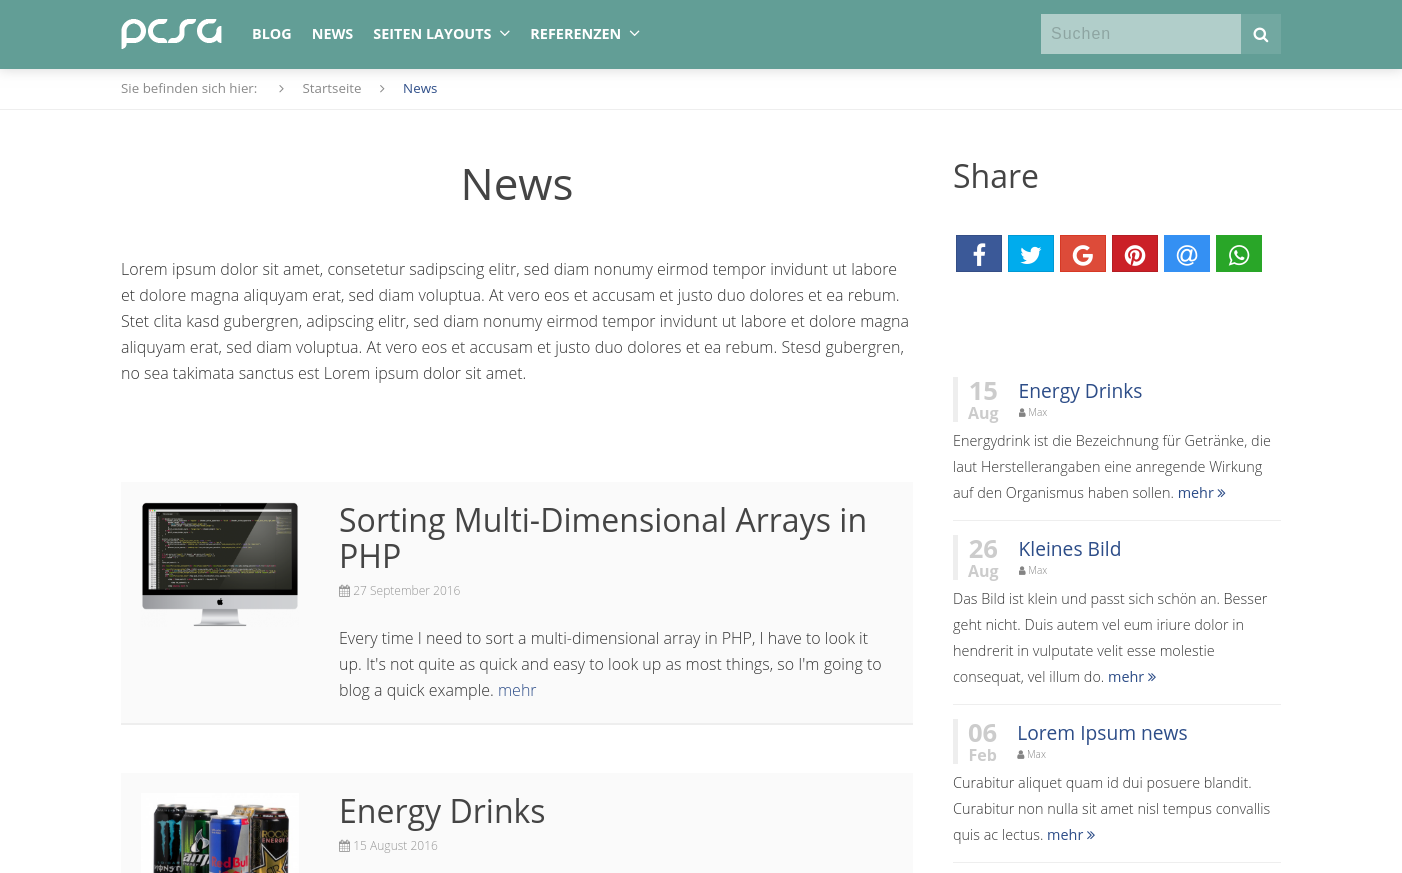 pcsg
BLOG
NEWS
SEITEN LAYOUTS
REFERENZEN
Suchen
Sie befinden sich hier:
Startseite
News
News
Lorem ipsum dolor sit amet, consetetur sadipscing elitr, sed diam nonumy eirmod tempor invidunt ut labore
et dolore magna aliquyam erat, sed diam voluptua. At vero eos et accusam et justo duo dolores et ea rebum.
Stet clita kasd gubergren, adipscing elitr, sed diam nonumy eirmod tempor invidunt ut labore et dolore magna
aliquyam erat, sed diam voluptua. At vero eos et accusam et justo duo dolores et ea rebum. Stesd gubergren,
no sea takimata sanctus est Lorem ipsum dolor sit amet.
Sorting Multi-Dimensional Arrays in
PHP
27 September 2016
Every time I need to sort a multi-dimensional array in PHP, I have to look it
up. It's not quite as quick and easy to look up as most things, so I'm going to
blog a quick example. mehr
Energy Drinks
15 August 2016
Red Bul
ROCKS
ENERGY
Share
15
Aug
Energy Drinks
Max
Energydrink ist die Bezeichnung für Getränke, die
laut Herstellerangaben eine anregende Wirkung
auf den Organismus haben sollen. mehr
26
Aug
Kleines Bild
Max
Das Bild ist klein und passt sich schön an. Besser
geht nicht. Duis autem vel eum iriure dolor in
hendrerit in vulputate velit esse molestie
consequat, vel illum do. mehr
06
Feb
Lorem Ipsum news
Max
Curabitur aliquet quam id dui posuere blandit.
Curabitur non nulla sit amet nisl tempus convallis
quis ac lectus. mehr